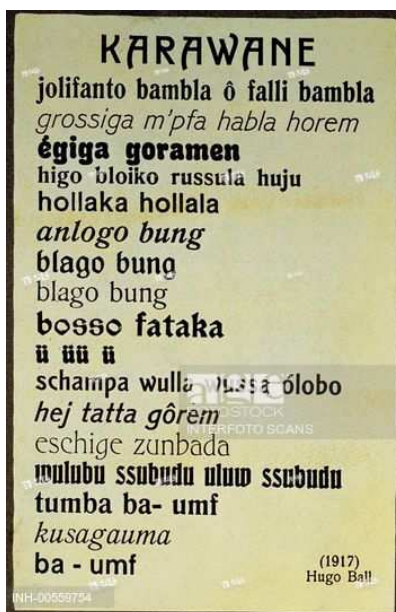 KARAWANE
jolifanto bambla ô falli bambla
grossiga m'pfa habla horem
égiga goramen
higo bloiko russula huju
hollaka hollala
anlogo bung
blago bung
blago bung
bosso fataka
ü üü ü
schampa wulla wussa ólobo
hej tatta gôrem
eschige zunbada
wulubu ssubudu uluw ssubudu
tumba ba- umf
kusagauma
ba - umf
(1917)
Hugo Ball
INTERFOTO SCANS
INH-00559754